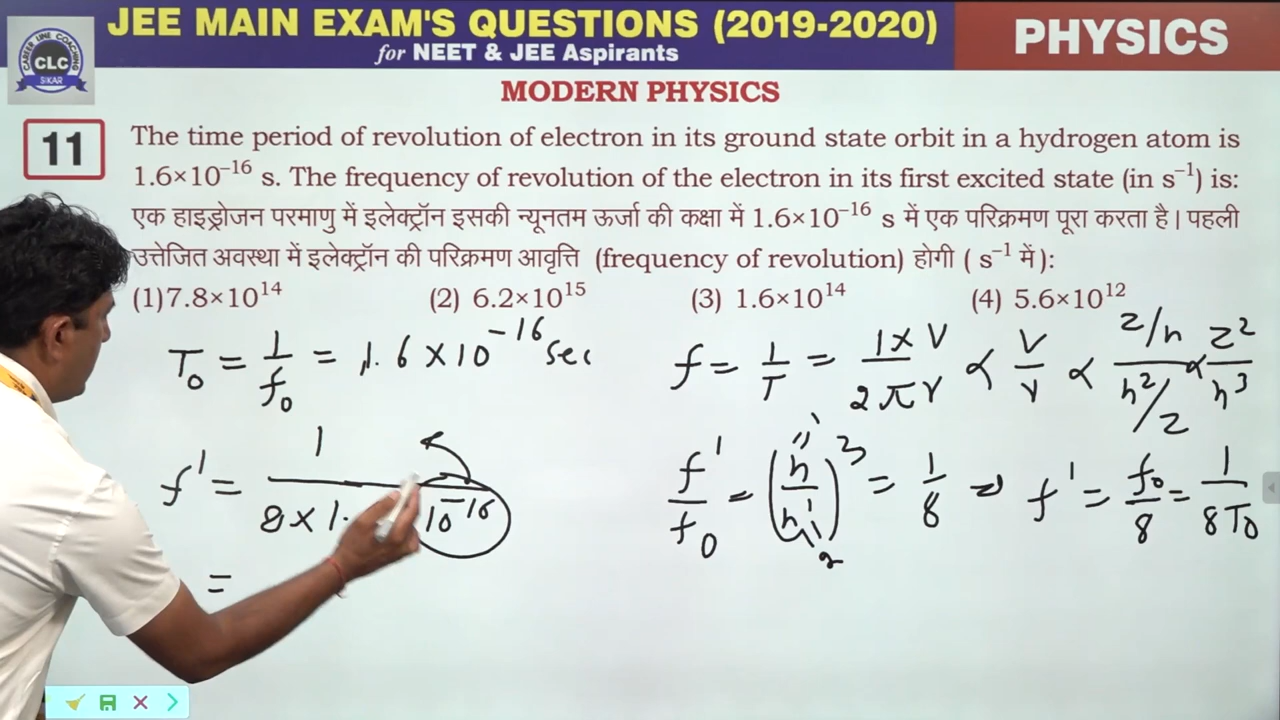 JEE MAIN EXAM'S QUESTIONS (2019-2020)
for NEET & JEE Aspirants
PHYSICS
CAREER LINE COACHING
CLC
SIKAR
MODERN PHYSICS
11
The time period of revolution of electron in its ground state orbit in a hydrogen atom is
1.6×10⁻¹⁶ s. The frequency of revolution of the electron in its first excited state (in s⁻¹) is:
एक हाइड्रोजन परमाणु में इलेक्ट्रॉन इसकी न्यूनतम ऊर्जा की कक्षा में 1.6×10⁻¹⁶ s में एक परिक्रमण पूरा करता है। पहली
उत्तेजित अवस्था में इलेक्ट्रॉन की परिक्रमण आवृत्ति (frequency of revolution) होगी ( s⁻¹ में):
(1)7.8×10¹⁴ (2) 6.2×10¹⁵ (3) 1.6×10¹⁴ (4) 5.6×10¹²
T₀ = 1/f₀ = 1.6 × 10⁻¹⁶ sec
f = 1/T = 1×V/2πr ∝ V/r ∝ (z/n)/(n²/z) ∝ z²/n³
f' = 1/(8 × 1. 10⁻¹⁶)
f'/f₀ = (n/n')³ = 1/8 ⇒ f' = f₀/8 = 1/8T₀
2
=